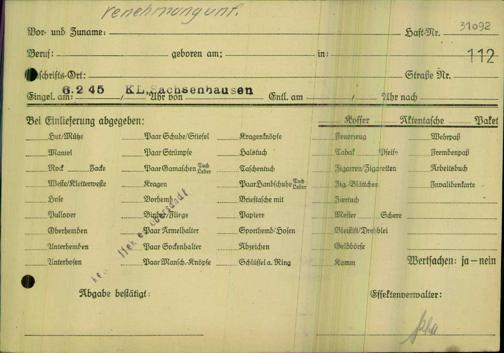 Vor- und Zuname: Haft-Nr. 31092
Beruf: geboren am: in: 112
Anschrifts-Ort: Straße Nr.
Eingel. am 6.2.45 Uhr von KL. Sachsenhausen Entl. am Uhr nach
Bei Einlieferung abgegeben: Koffer Aktentasche Paket
Hut/Mütze Paar Schuhe/Stiefel Kragenknöpfe Feuerzeug Wehrpaß
Mantel Paar Strümpfe Halstuch Tabak Pfeife Fremdenpaß
Rock Jacke Paar Gamaschen Tuch Leder Taschentuch Zigarren/Zigaretten Arbeitsbuch
Weste/Kletterweste Kragen Paar Handschuhe Tuch Leder Zig-Blättchen Invalidenkarte
Hose Vorhemd Brieftasche mit
Pullover Binder/Fliege Papiere Messer Schere
Oberhemden Paar Ärmelhalter Sporthemd/Hosen Bleistift/Drehblei
Unterhemden Paar Sockenhalter Abzeichen Geldbörse
Unterhosen Paar Mansch.-Knöpfe Schlüssel a. Ring Kamm Wertsachen: ja – nein
Abgabe bestätigt: Effektenverwalter: